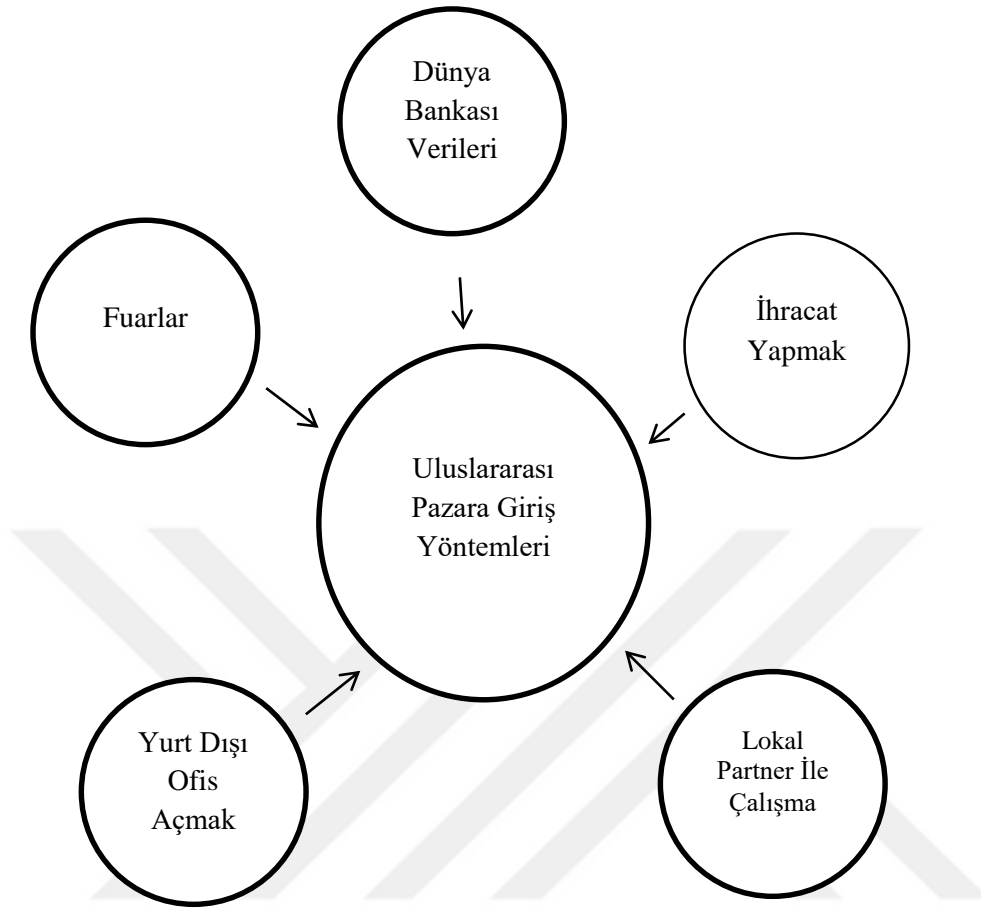 Dünya
Bankası
Verileri
Fuarlar
İhracat
Yapmak
Uluslararası
Pazara Giriş
Yöntemleri
Yurt Dışı
Ofis
Açmak
Lokal
Partner İle
Çalışma